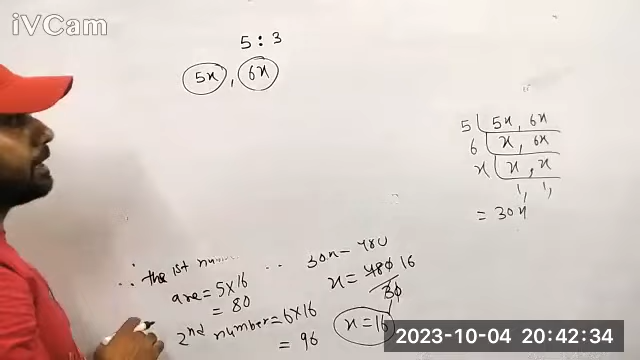 iVCam
5 : 3
5x, 6x
5 5x, 6x
6 x, 6x
x x, x
1, 1,
= 30x
30x = 480
x = 480 16
30
x = 16
∴ the 1st
are = 5x16
= 80
2nd number = 6x16
= 96
2023-10-04 20:42:34